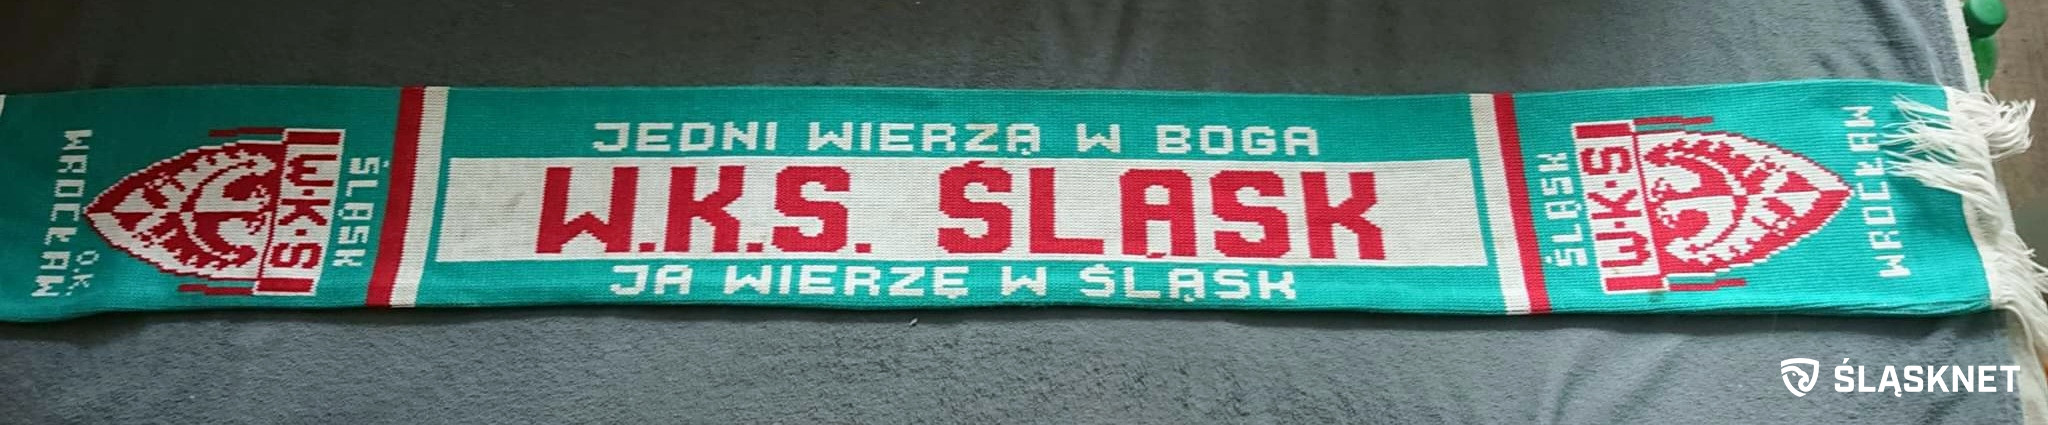 WROCŁAW
O.K.
W·K·S
ŚLĄSK
JEDNI WIERZĄ W BOGA
W.K.S. ŚLĄSK
JA WIERZĘ W ŚLĄSK
ŚLĄSK
W·K·S
WROCŁAW
ŚLĄSKNET